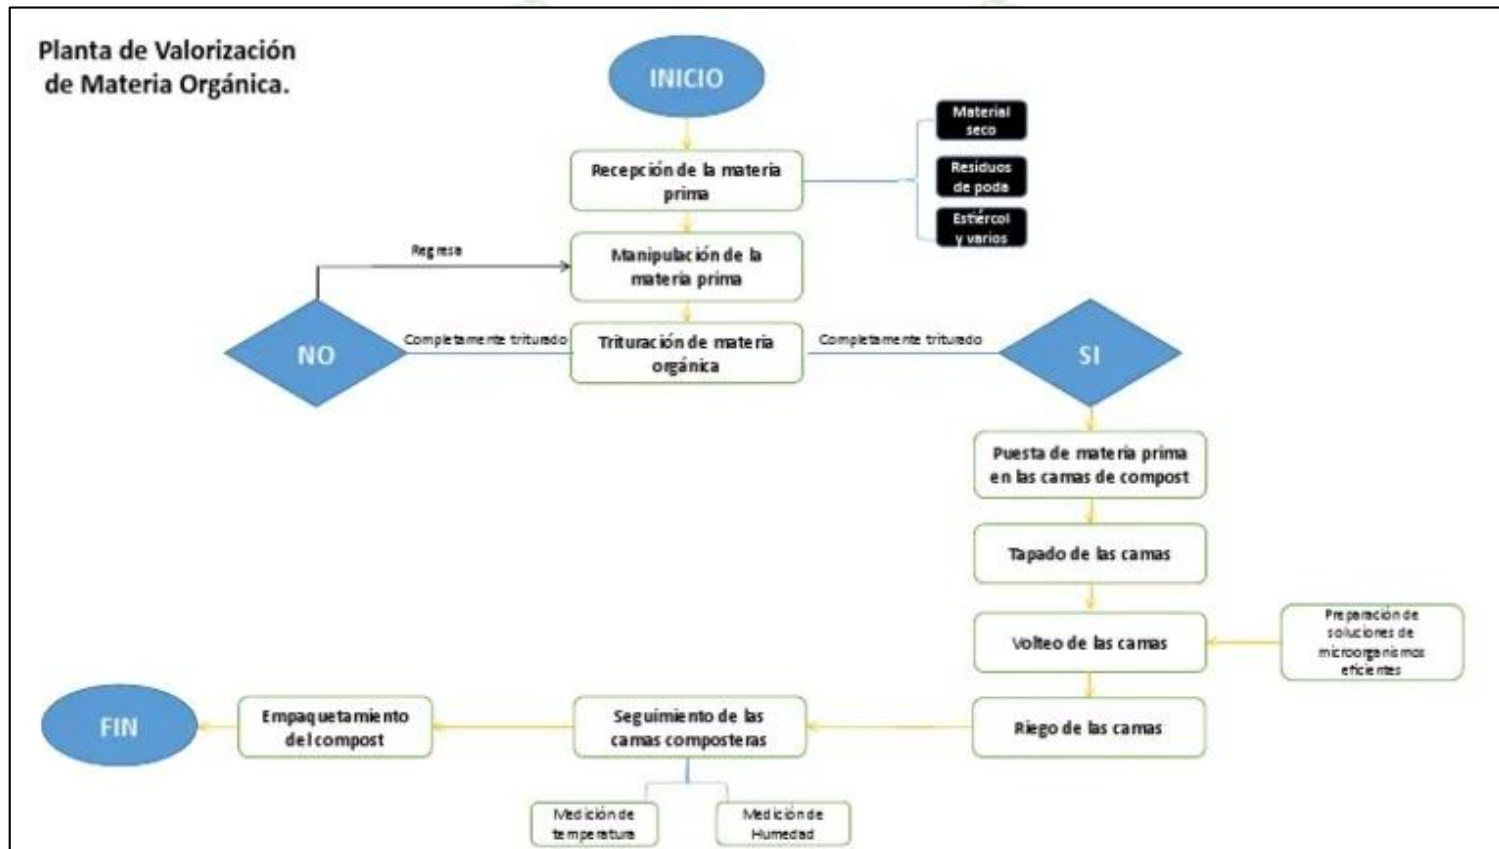 Planta de Valorización
de Materia Orgánica.
INICIO
Material
seco
Recepción de la materia
prima
Residuos
de poda
Estiércol
y varios
Regresa
Manipulación de la
materia prima
NO
Completamente triturado
Trituración de materia
orgánica
Completamente triturado
SI
Puesta de materia prima
en las camas de compost
Tapado de las camas
Volteo de las camas
Preparación de
soluciones de
microorganismos
eficientes
FIN
Empaquetamiento
del compost
Seguimiento de las
camas composteras
Riego de las camas
Medición de
temperatura
Medición de
Humedad